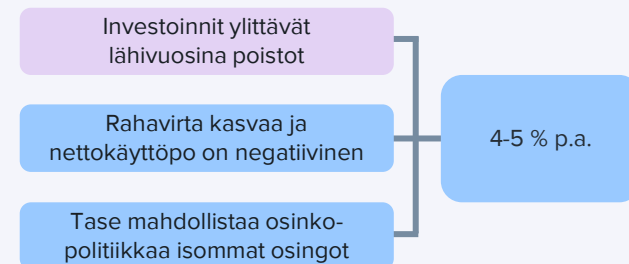 Investoinnit ylittävät
lähivuosina poistot
Rahavirta kasvaa ja
nettokäyttöpo on negatiivinen
4-5 % p.a.
Tase mahdollistaa osinko-
politiikkaa isommat osingot